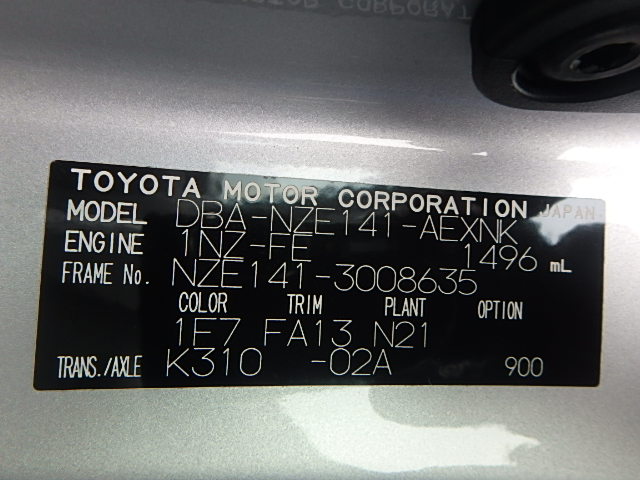 TOYOTA MOTOR CORPORATION JAPAN
MODEL DBA-NZE141-AEXNK
ENGINE 1NZ-FE 1496 mL
FRAME No. NZE141-3008635
COLOR TRIM PLANT OPTION
1E7 FA13 N21
TRANS./AXLE K310 -02A 900